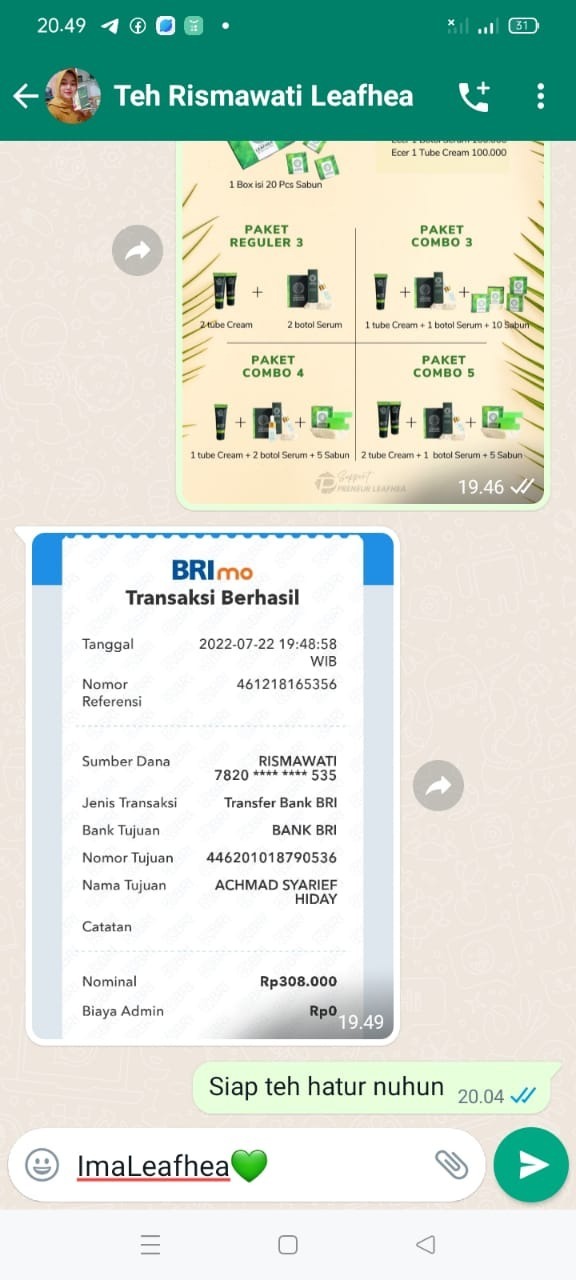 20.49
31
Teh Rismawati Leafhea
Ecer 1 Tube Cream 100.000
1 Box isi 20 Pcs Sabun
PAKET
REGULER 3
2 tube Cream
2 botol Serum
PAKET
COMBO 3
1 tube Cream + 1 botol Serum + 10 Sabun
PAKET
COMBO 4
1 tube Cream + 2 botol Serum + 5 Sabun
PAKET
COMBO 5
2 tube Cream + 1 botol Serum + 5 Sabun
Support
PRENEUR LEAFHEA
19.46
BRImo
Transaksi Berhasil
Tanggal 2022-07-22 19:48:58
WIB
Nomor 461218165356
Referensi
Sumber Dana RISMAWATI
7820 **** **** 535
Jenis Transaksi Transfer Bank BRI
Bank Tujuan BANK BRI
Nomor Tujuan 446201018790536
Nama Tujuan ACHMAD SYARIEF
HIDAY
Catatan
Nominal Rp308.000
Biaya Admin Rp0
19.49
Siap teh hatur nuhun 20.04
ImaLeafhea💚